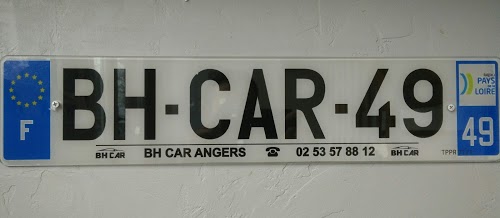 F BH-CAR-49 PAYS DE LA LOIRE 49
BH CAR BH CAR ANGERS ☎ 02 53 57 88 12 BH CAR TPPR